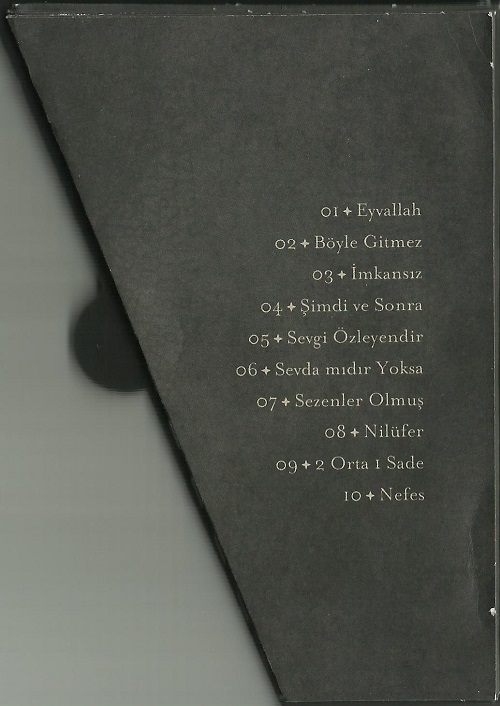 01 ✦ Eyvallah
02 ✦ Böyle Gitmez
03 ✦ İmkansız
04 ✦ Şimdi ve Sonra
05 ✦ Sevgi Özleyendir
06 ✦ Sevda mıdır Yoksa
07 ✦ Sezenler Olmuş
08 ✦ Nilüfer
09 ✦ 2 Orta 1 Sade
10 ✦ Nefes